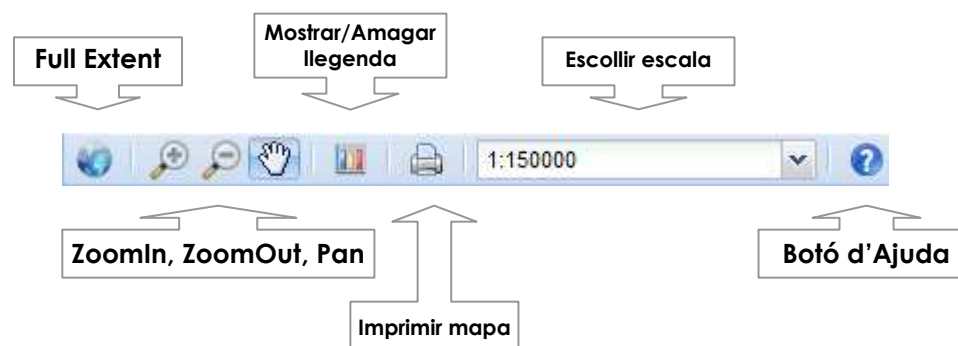 Mostrar/Amagar
llegenda
Full Extent
Escollir escala
1:150000
?
ZoomIn, ZoomOut, Pan
Botó d'Ajuda
Imprimir mapa